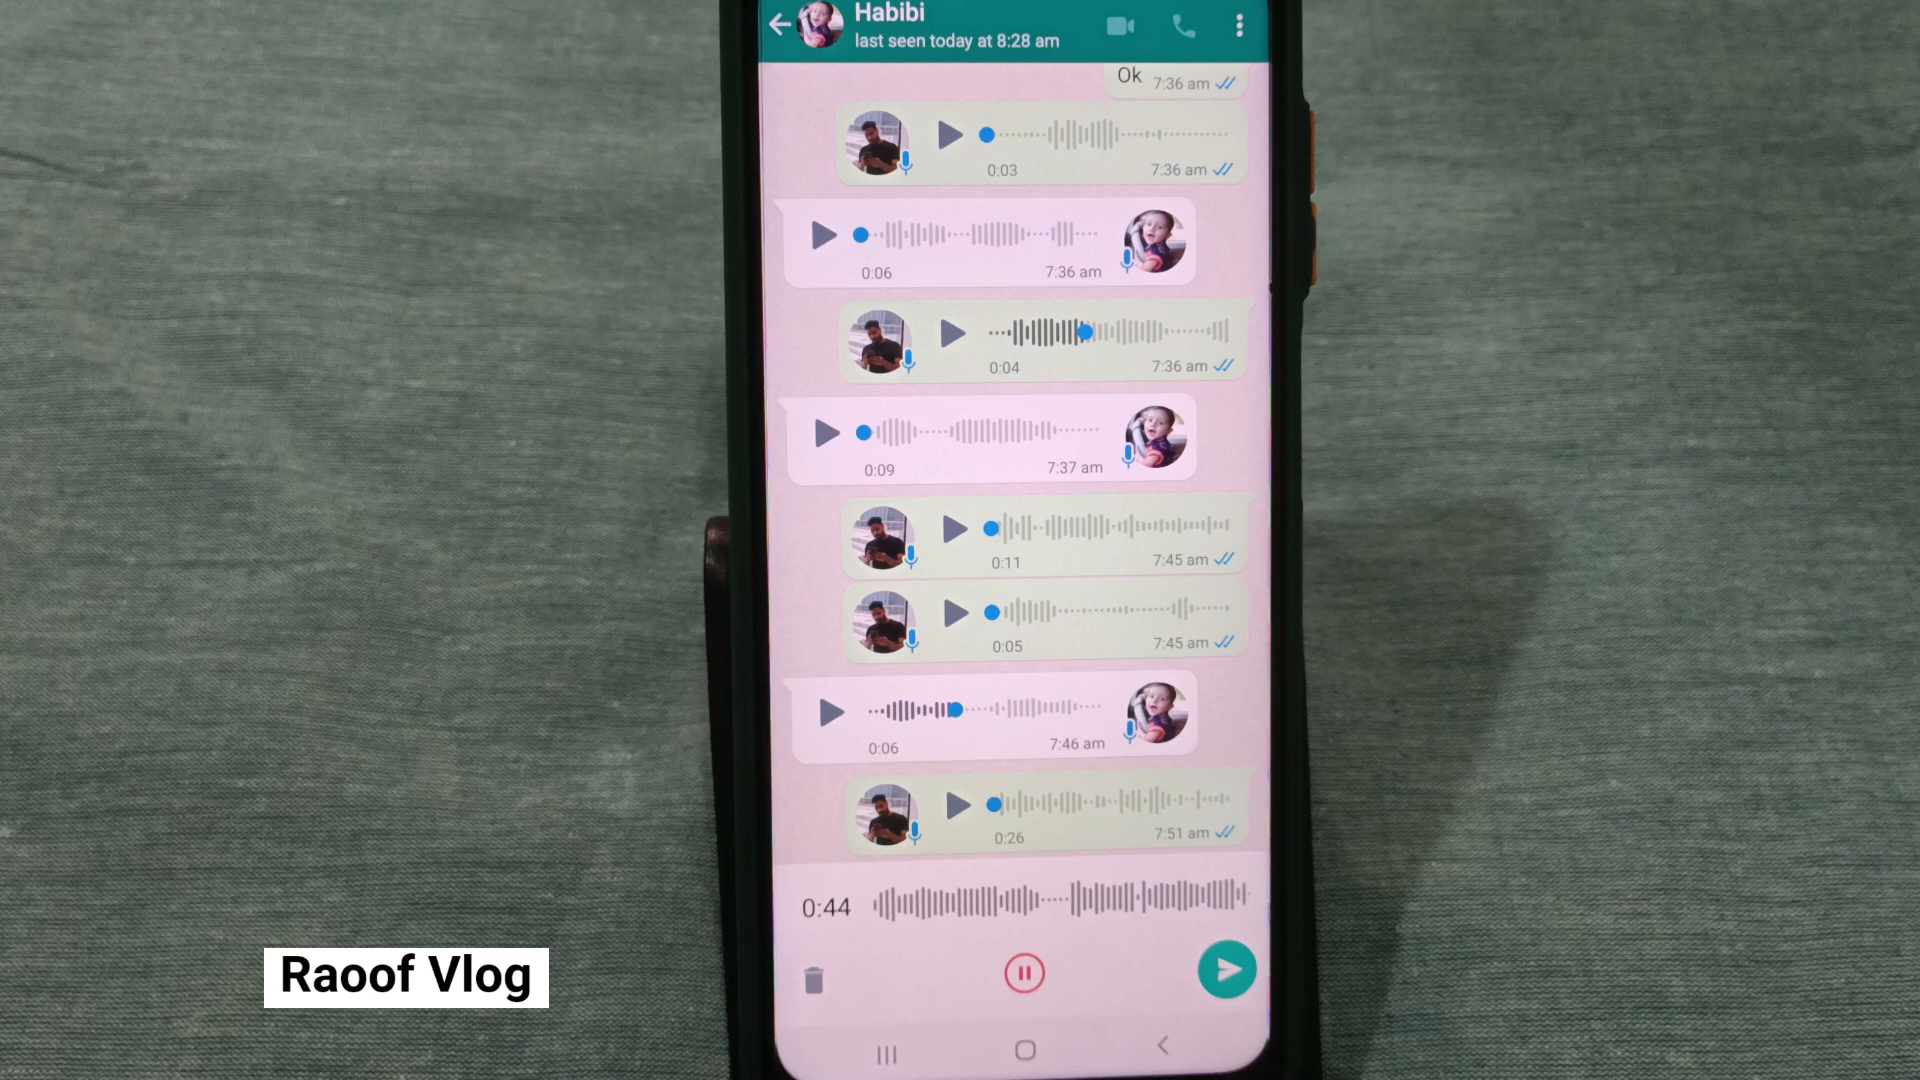 Habibi
last seen today at 8:28 am
Ok 7:36 am
0:03 7:36 am
0:06 7:36 am
0:04 7:36 am
0:09 7:37 am
0:11 7:45 am
0:05 7:45 am
0:06 7:46 am
0:26 7:51 am
0:44
Raoof Vlog